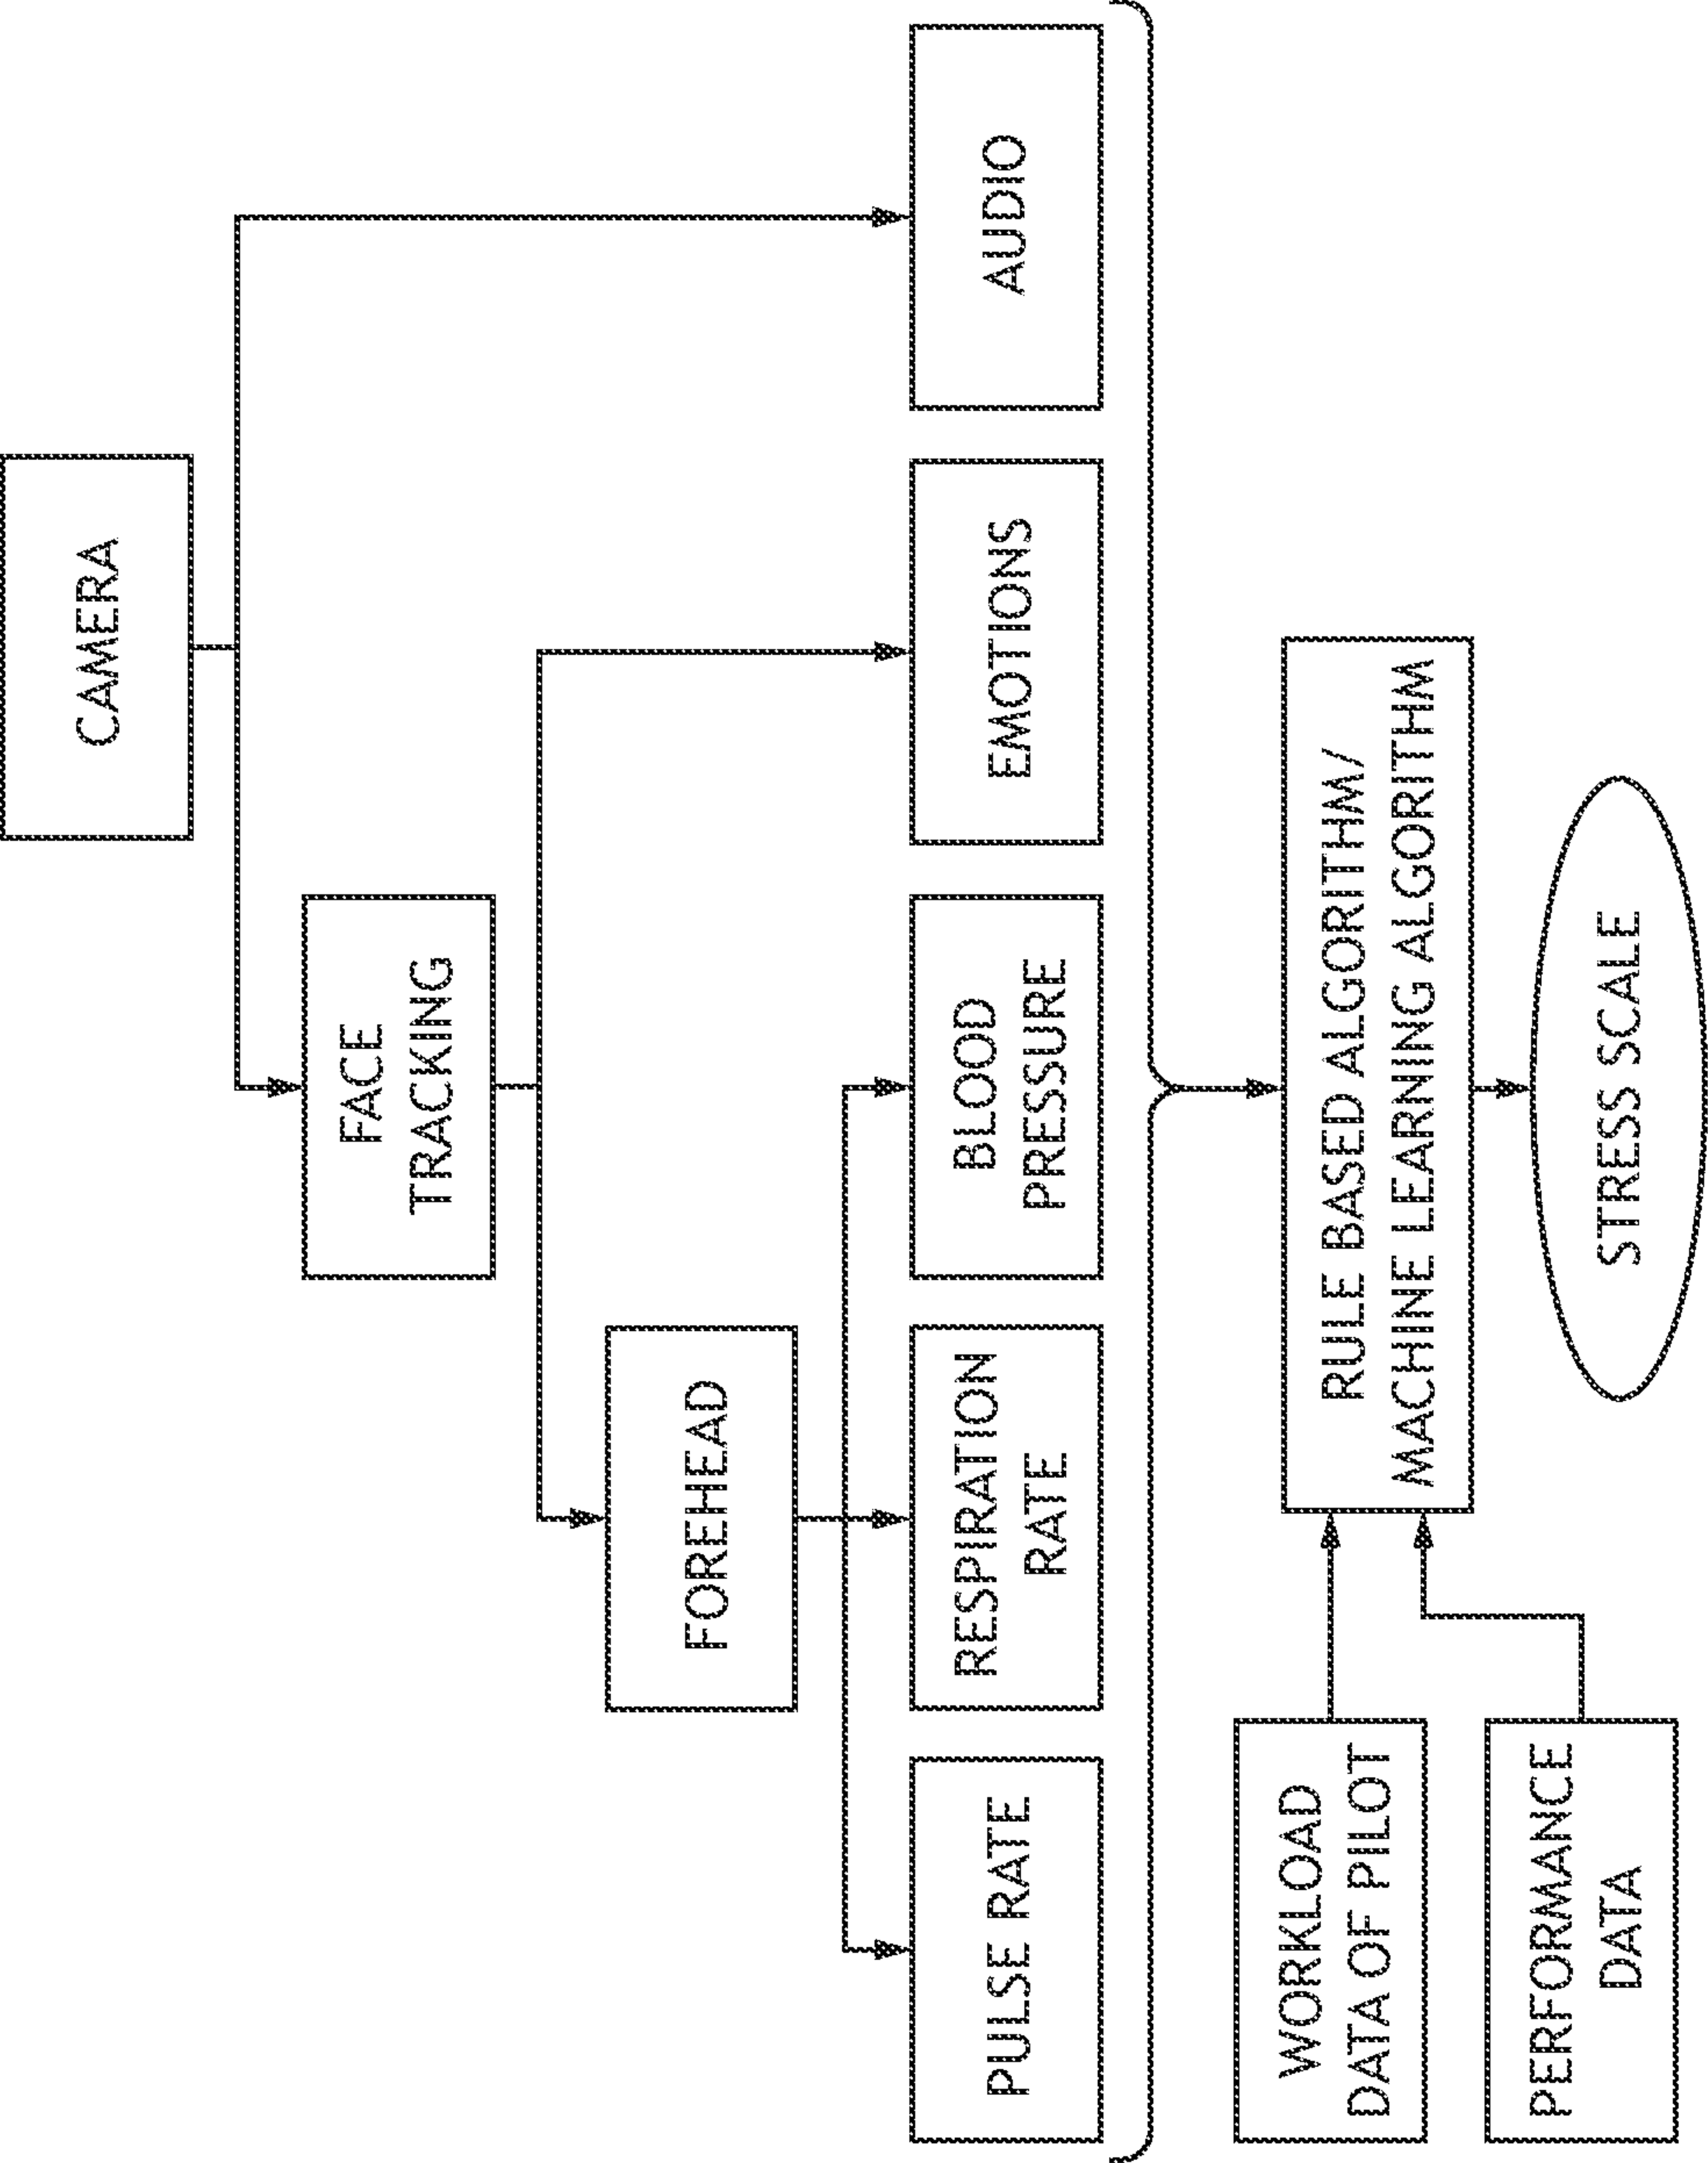 CAMERA
FACE
TRACKING
FOREHEAD
PULSE RATE
RESPIRATION
RATE
BLOOD
PRESSURE
EMOTIONS
AUDIO
WORKLOAD
DATA OF PILOT
RULE BASED ALGORITHM/
MACHINE LEARNING ALGORITHM
PERFORMANCE
DATA
STRESS SCALE